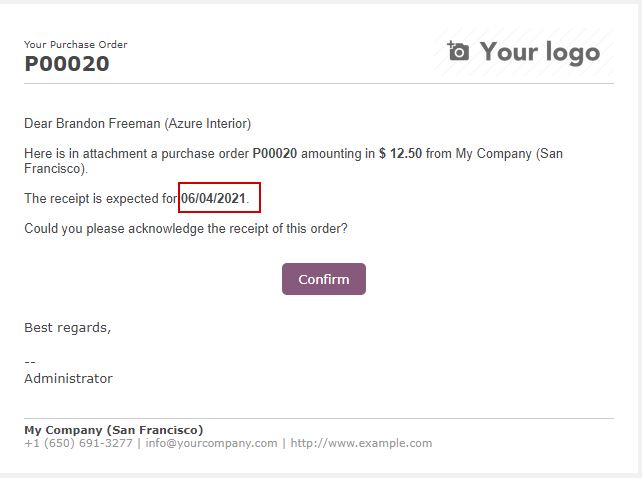 Your Purchase Order
P00020
Your logo
Dear Brandon Freeman (Azure Interior)
Here is in attachment a purchase order P00020 amounting in $ 12.50 from My Company (San
Francisco).
The receipt is expected for 06/04/2021.
Could you please acknowledge the receipt of this order?
Confirm
Best regards,
--
Administrator
My Company (San Francisco)
+1 (650) 691-3277 | info@yourcompany.com | http://www.example.com